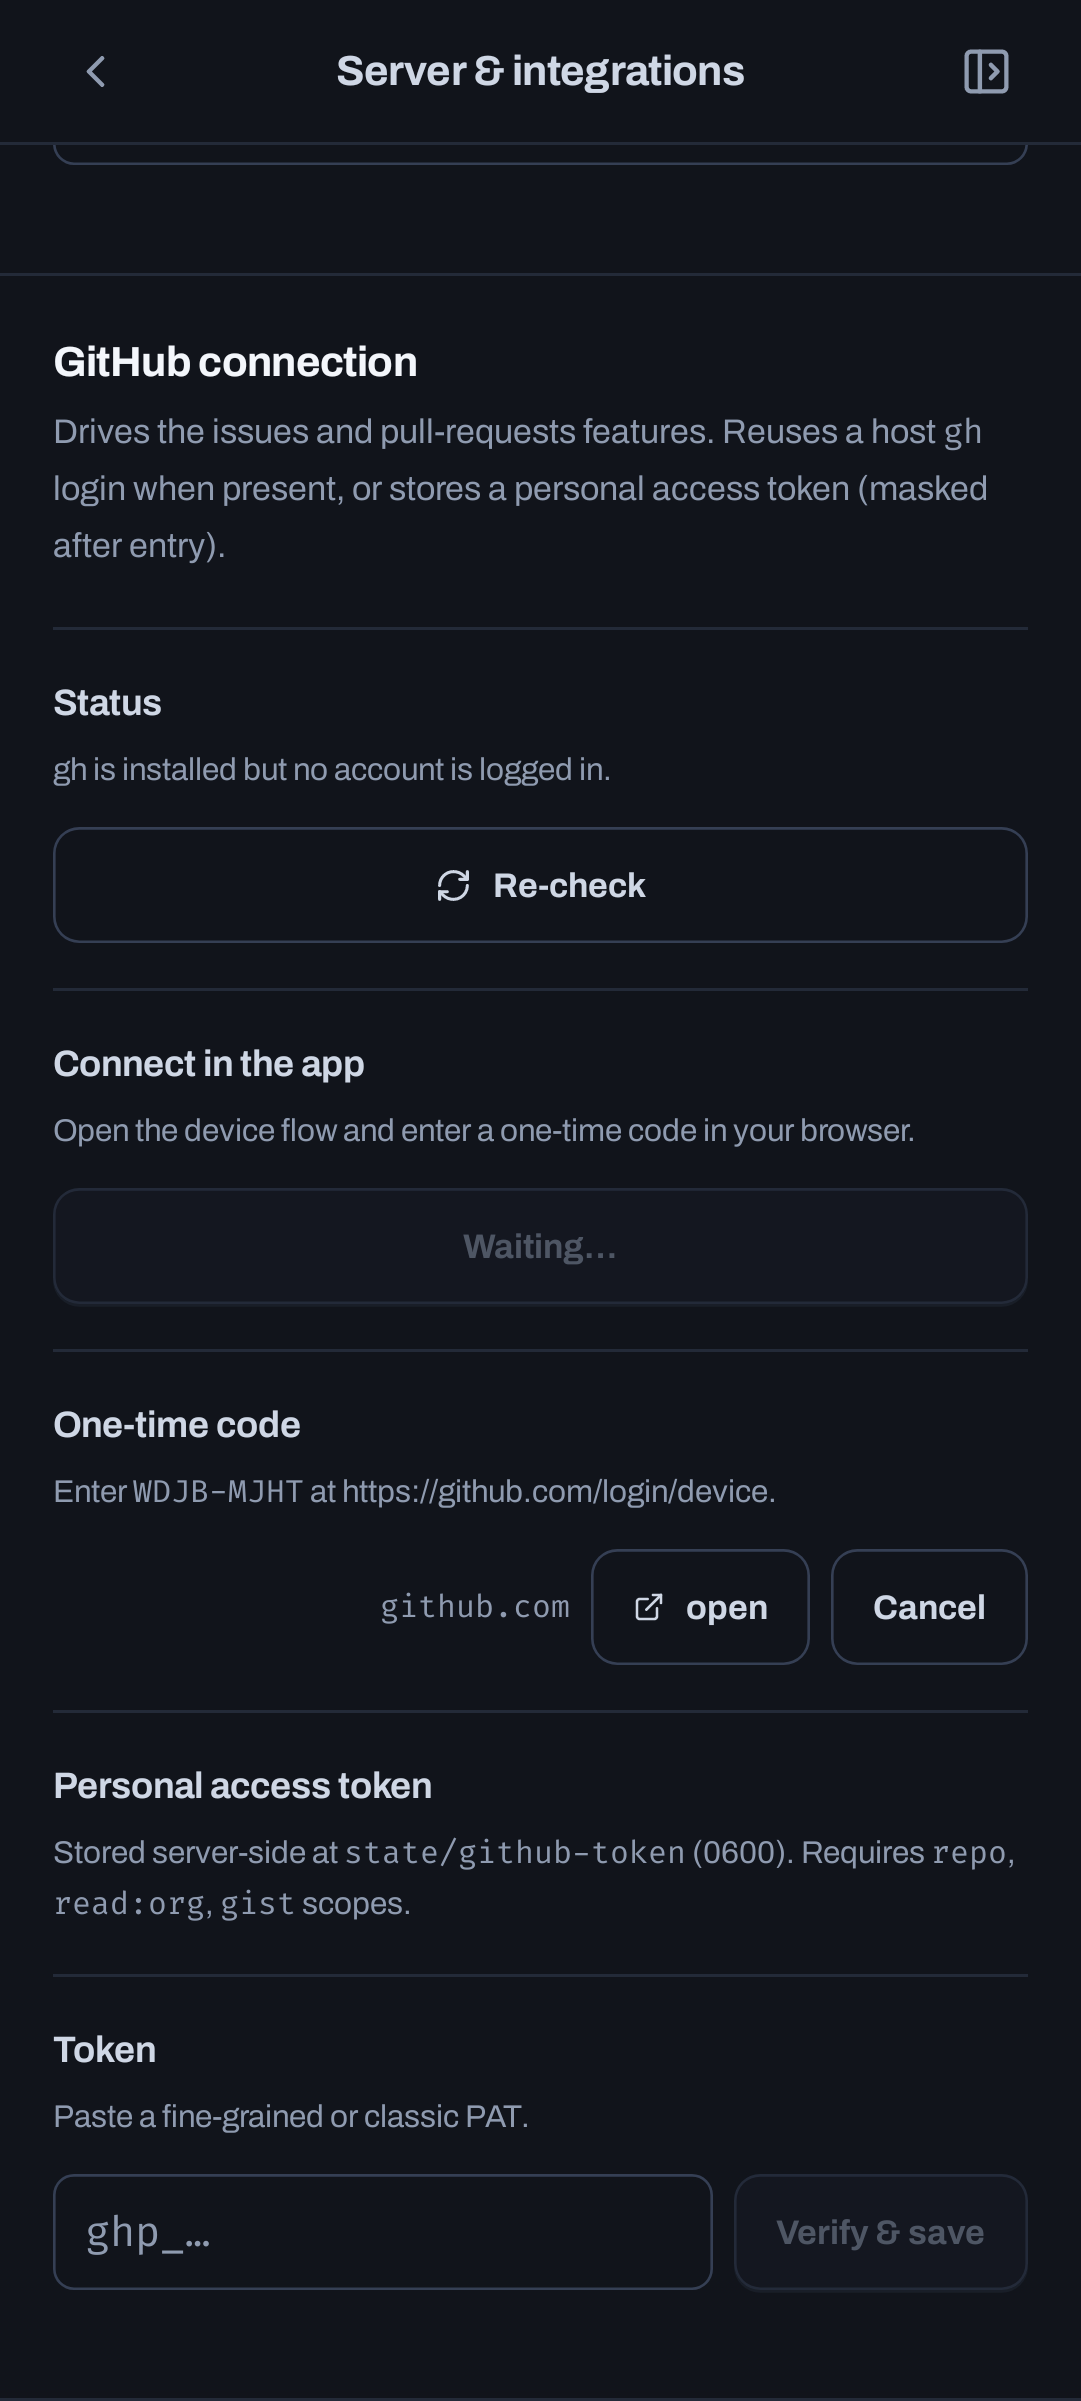 Server & integrations
GitHub connection
Drives the issues and pull-requests features. Reuses a host gh
login when present, or stores a personal access token (masked
after entry).
Status
gh is installed but no account is logged in.
Re-check
Connect in the app
Open the device flow and enter a one-time code in your browser.
Waiting…
One-time code
Enter WDJB-MJHT at https://github.com/login/device.
github.com
open
Cancel
Personal access token
Stored server-side at state/github-token (0600). Requires repo,
read:org, gist scopes.
Token
Paste a fine-grained or classic PAT.
ghp_…
Verify & save